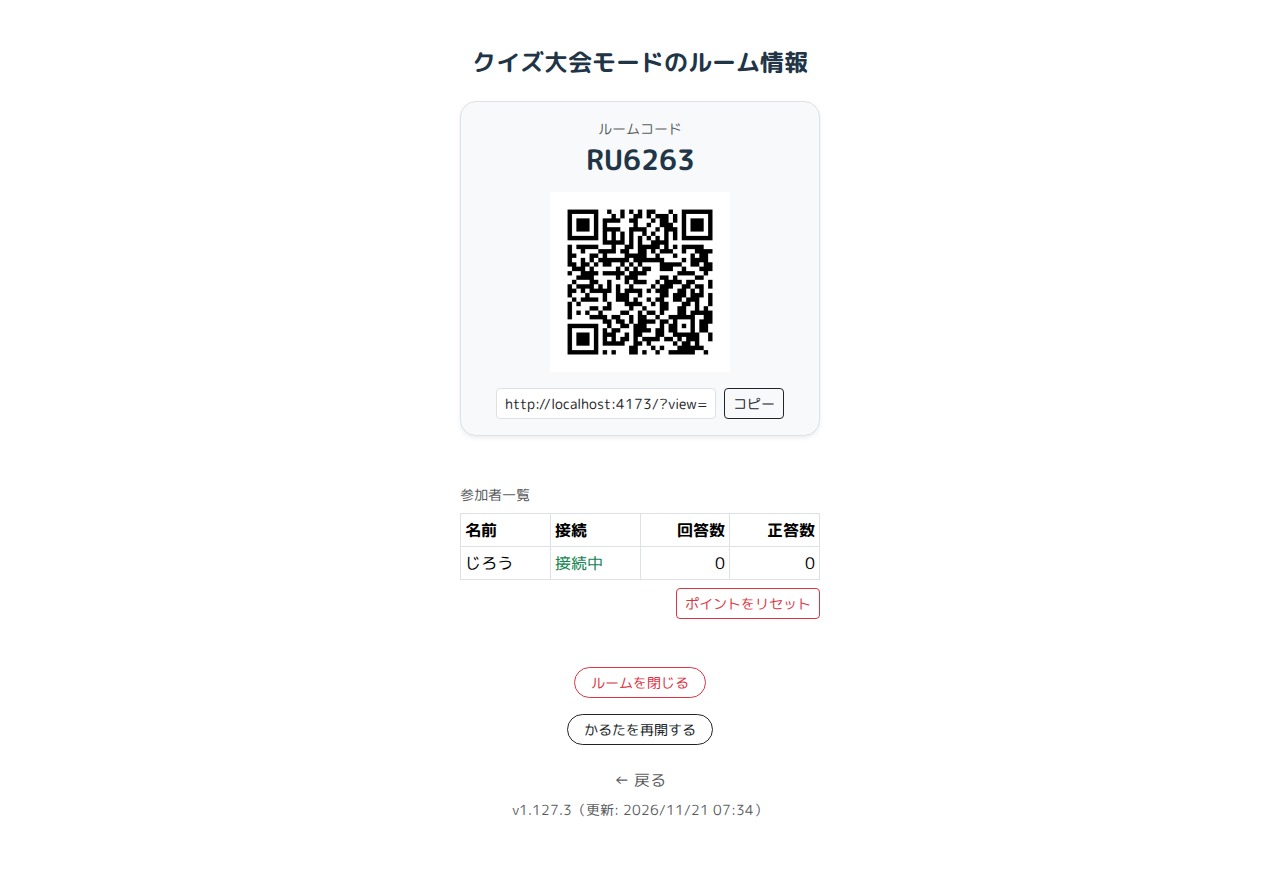 クイズ大会モードのルーム情報
ルームコード
RU6263
http://localhost:4173/?view=
コピー
参加者一覧
名前 接続 回答数 正答数
じろう 接続中 0 0
ポイントをリセット
ルームを閉じる
かるたを再開する
← 戻る
v1.127.3（更新: 2026/11/21 07:34）